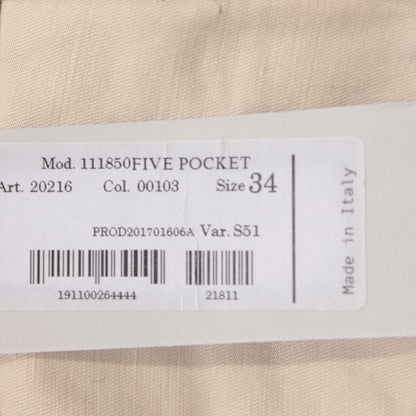 Mod. 111850FIVE POCKET
Art. 20216 Col. 00103 Size 34
PROD201701606A Var. S51
191100264444 21811
Made in Italy